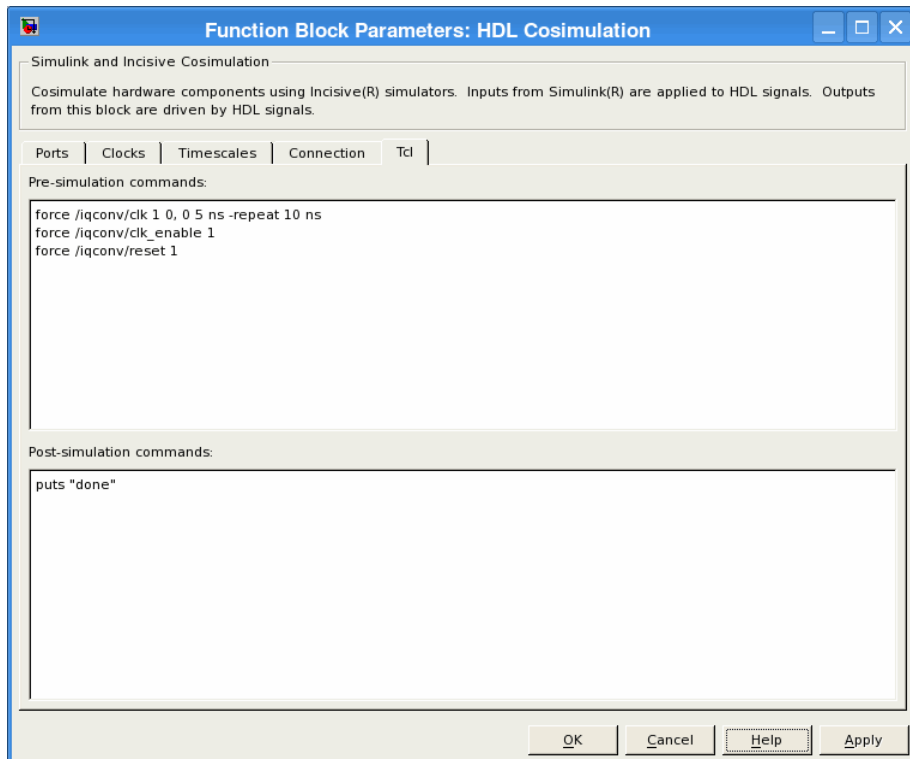 Function Block Parameters: HDL Cosimulation
Simulink and Incisive Cosimulation
Cosimulate hardware components using Incisive(R) simulators. Inputs from Simulink(R) are applied to HDL signals. Outputs
from this block are driven by HDL signals.
Ports Clocks Timescales Connection Tcl
Pre-simulation commands:
force /iqconv/clk 1 0, 0 5 ns -repeat 10 ns
force /iqconv/clk_enable 1
force /iqconv/reset 1
Post-simulation commands:
puts "done"
OK Cancel Help Apply